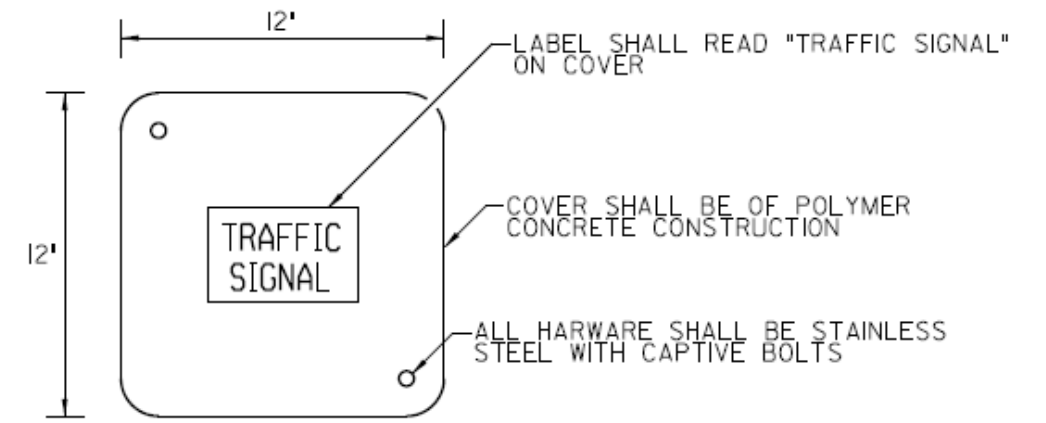 12"
LABEL SHALL READ "TRAFFIC SIGNAL"
ON COVER
TRAFFIC
SIGNAL
COVER SHALL BE OF POLYMER
CONCRETE CONSTRUCTION
12"
ALL HARWARE SHALL BE STAINLESS
STEEL WITH CAPTIVE BOLTS